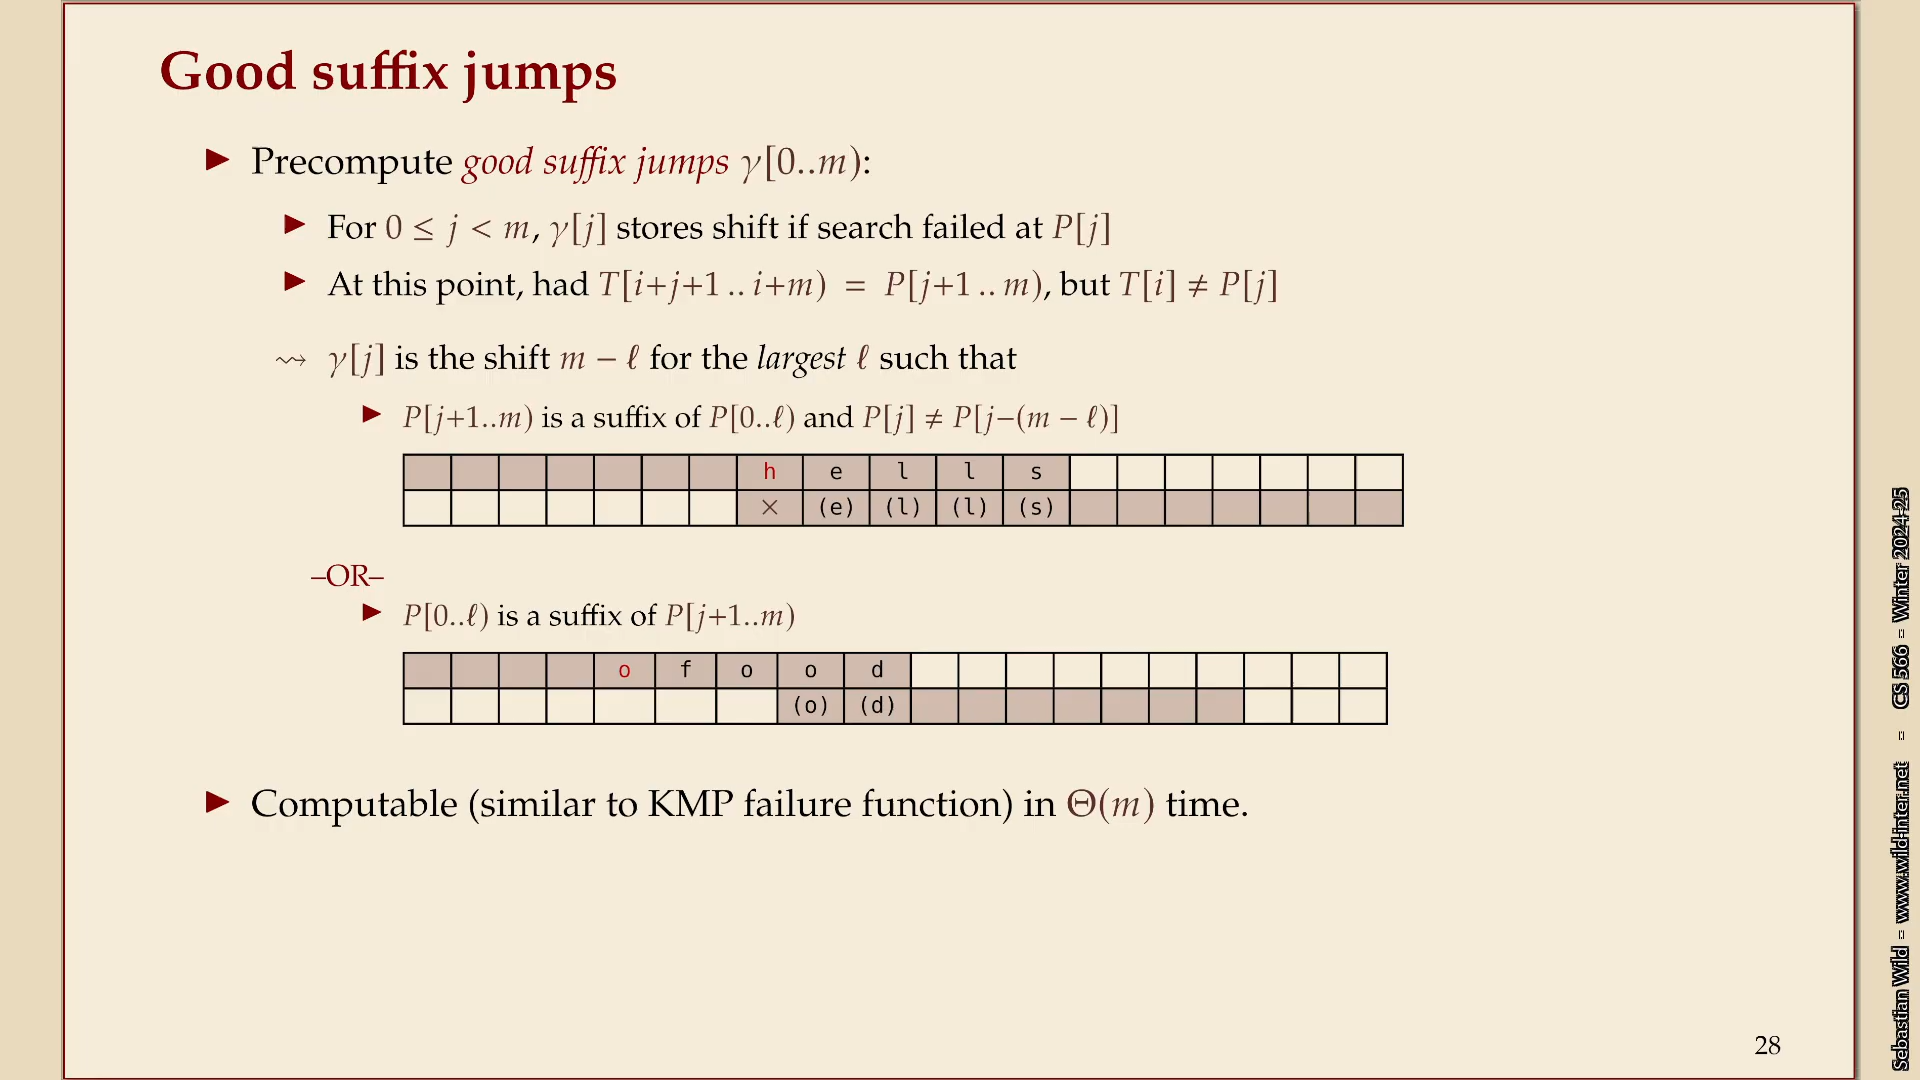 Good suffix jumps
▶ Precompute good suffix jumps γ[0..m):
▶ For 0 ≤ j < m, γ[j] stores shift if search failed at P[j]
▶ At this point, had T[i+j+1 .. i+m) = P[j+1 .. m), but T[i] ≠ P[j]
⇝ γ[j] is the shift m − ℓ for the largest ℓ such that
▶ P[j+1..m) is a suffix of P[0..ℓ) and P[j] ≠ P[j−(m − ℓ)]
h e l l s
× (e) (l) (l) (s)
–OR–
▶ P[0..ℓ) is a suffix of P[j+1..m)
o f o o d
(o) (d)
▶ Computable (similar to KMP failure function) in Θ(m) time.
28
Sebastian Wild – www.wild-inter.net – CS 566 – Winter 2024-25